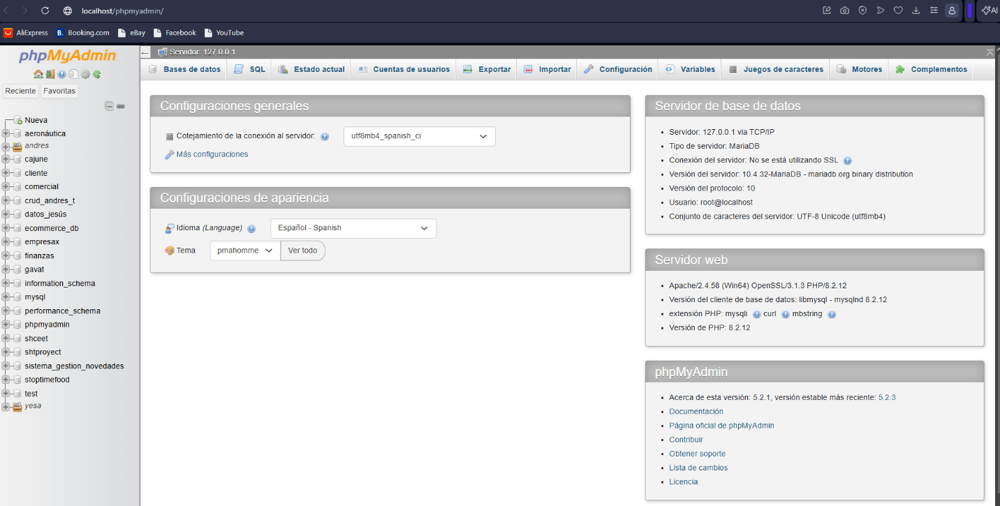 localhost/phpmyadmin/
AI
AliExpress
B. Booking.com
eBay
Facebook
YouTube
phpMyAdmin
Reciente
Favoritas
Nueva
aeronáutica
andres
cajune
cliente
comercial
crud_andres_t
datos_jesús
ecommerce_db
empresax
finanzas
gavat
information_schema
mysql
performance_schema
phpmyadmin
shceet
shtproyect
sistema_gestion_novedades
stoptimefood
test
yesa
Servidor: 127.0.0.1
Bases de datos
SQL
Estado actual
Cuentas de usuarios
Exportar
Importar
Configuración
Variables
Juegos de caracteres
Motores
Complementos
Configuraciones generales
Cotejamiento de la conexión al servidor: utf8mb4_spanish_ci
Más configuraciones
Configuraciones de apariencia
Idioma (Language) Español - Spanish
Tema pmahomme Ver todo
Servidor de base de datos
Servidor: 127.0.0.1 via TCP/IP
Tipo de servidor: MariaDB
Conexión del servidor: No se está utilizando SSL
Versión del servidor: 10.4.32-MariaDB - mariadb.org binary distribution
Versión del protocolo: 10
Usuario: root@localhost
Conjunto de caracteres del servidor: UTF-8 Unicode (utf8mb4)
Servidor web
Apache/2.4.58 (Win64) OpenSSL/3.1.3 PHP/8.2.12
Versión del cliente de base de datos: libmysql - mysqlnd 8.2.12
extensión PHP: mysqli curl mbstring
Versión de PHP: 8.2.12
phpMyAdmin
Acerca de esta versión: 5.2.1, versión estable más reciente: 5.2.3
Documentación
Página oficial de phpMyAdmin
Contribuir
Obtener soporte
Lista de cambios
Licencia